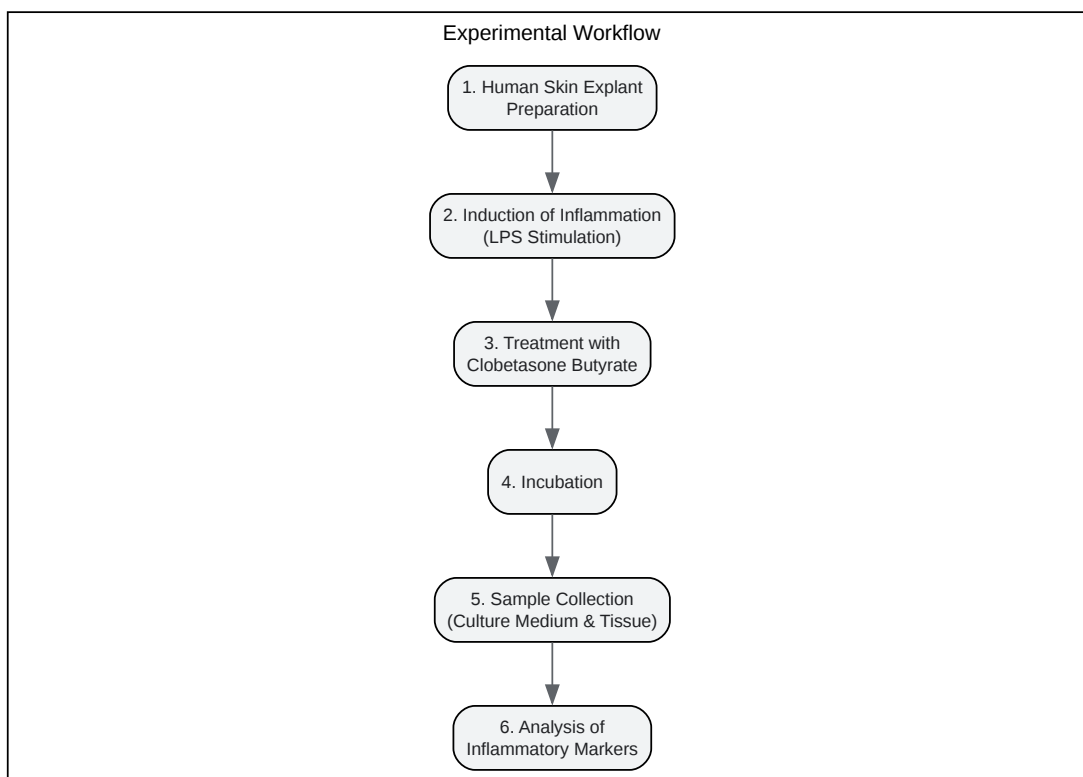 Experimental Workflow
1. Human Skin Explant
Preparation
2. Induction of Inflammation
(LPS Stimulation)
3. Treatment with
Clobetasone Butyrate
4. Incubation
5. Sample Collection
(Culture Medium & Tissue)
6. Analysis of
Inflammatory Markers